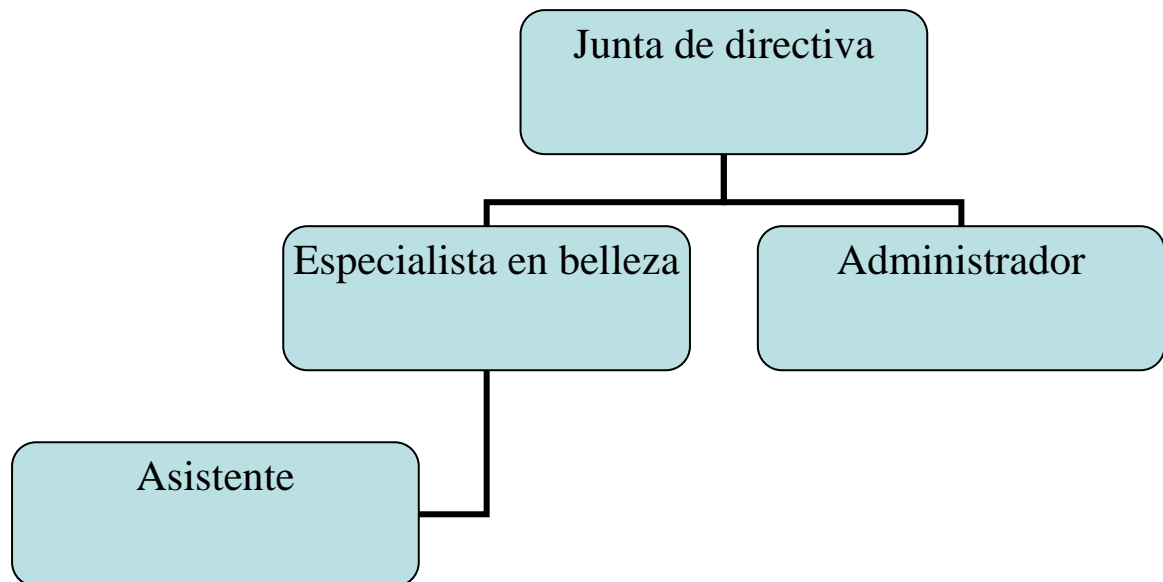 Junta de directiva
Especialista en belleza
Administrador
Asistente